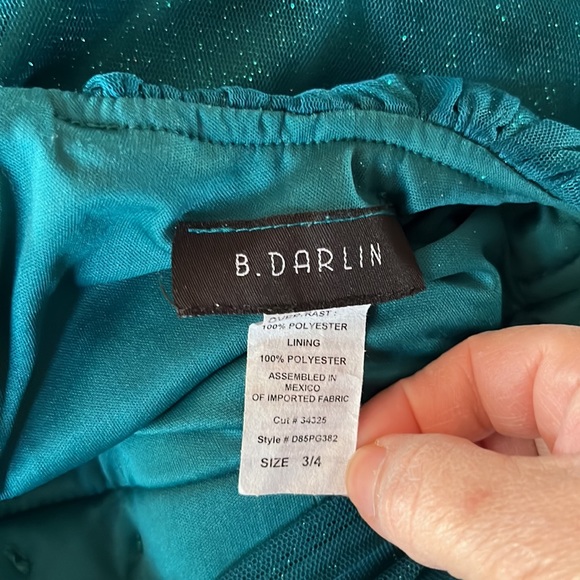 B. DARLIN
100% POLYESTER
LINING
100% POLYESTER
ASSEMBLED IN
MEXICO
OF IMPORTED FABRIC
Cut # 34325
Style # D85PG382
SIZE 3/4